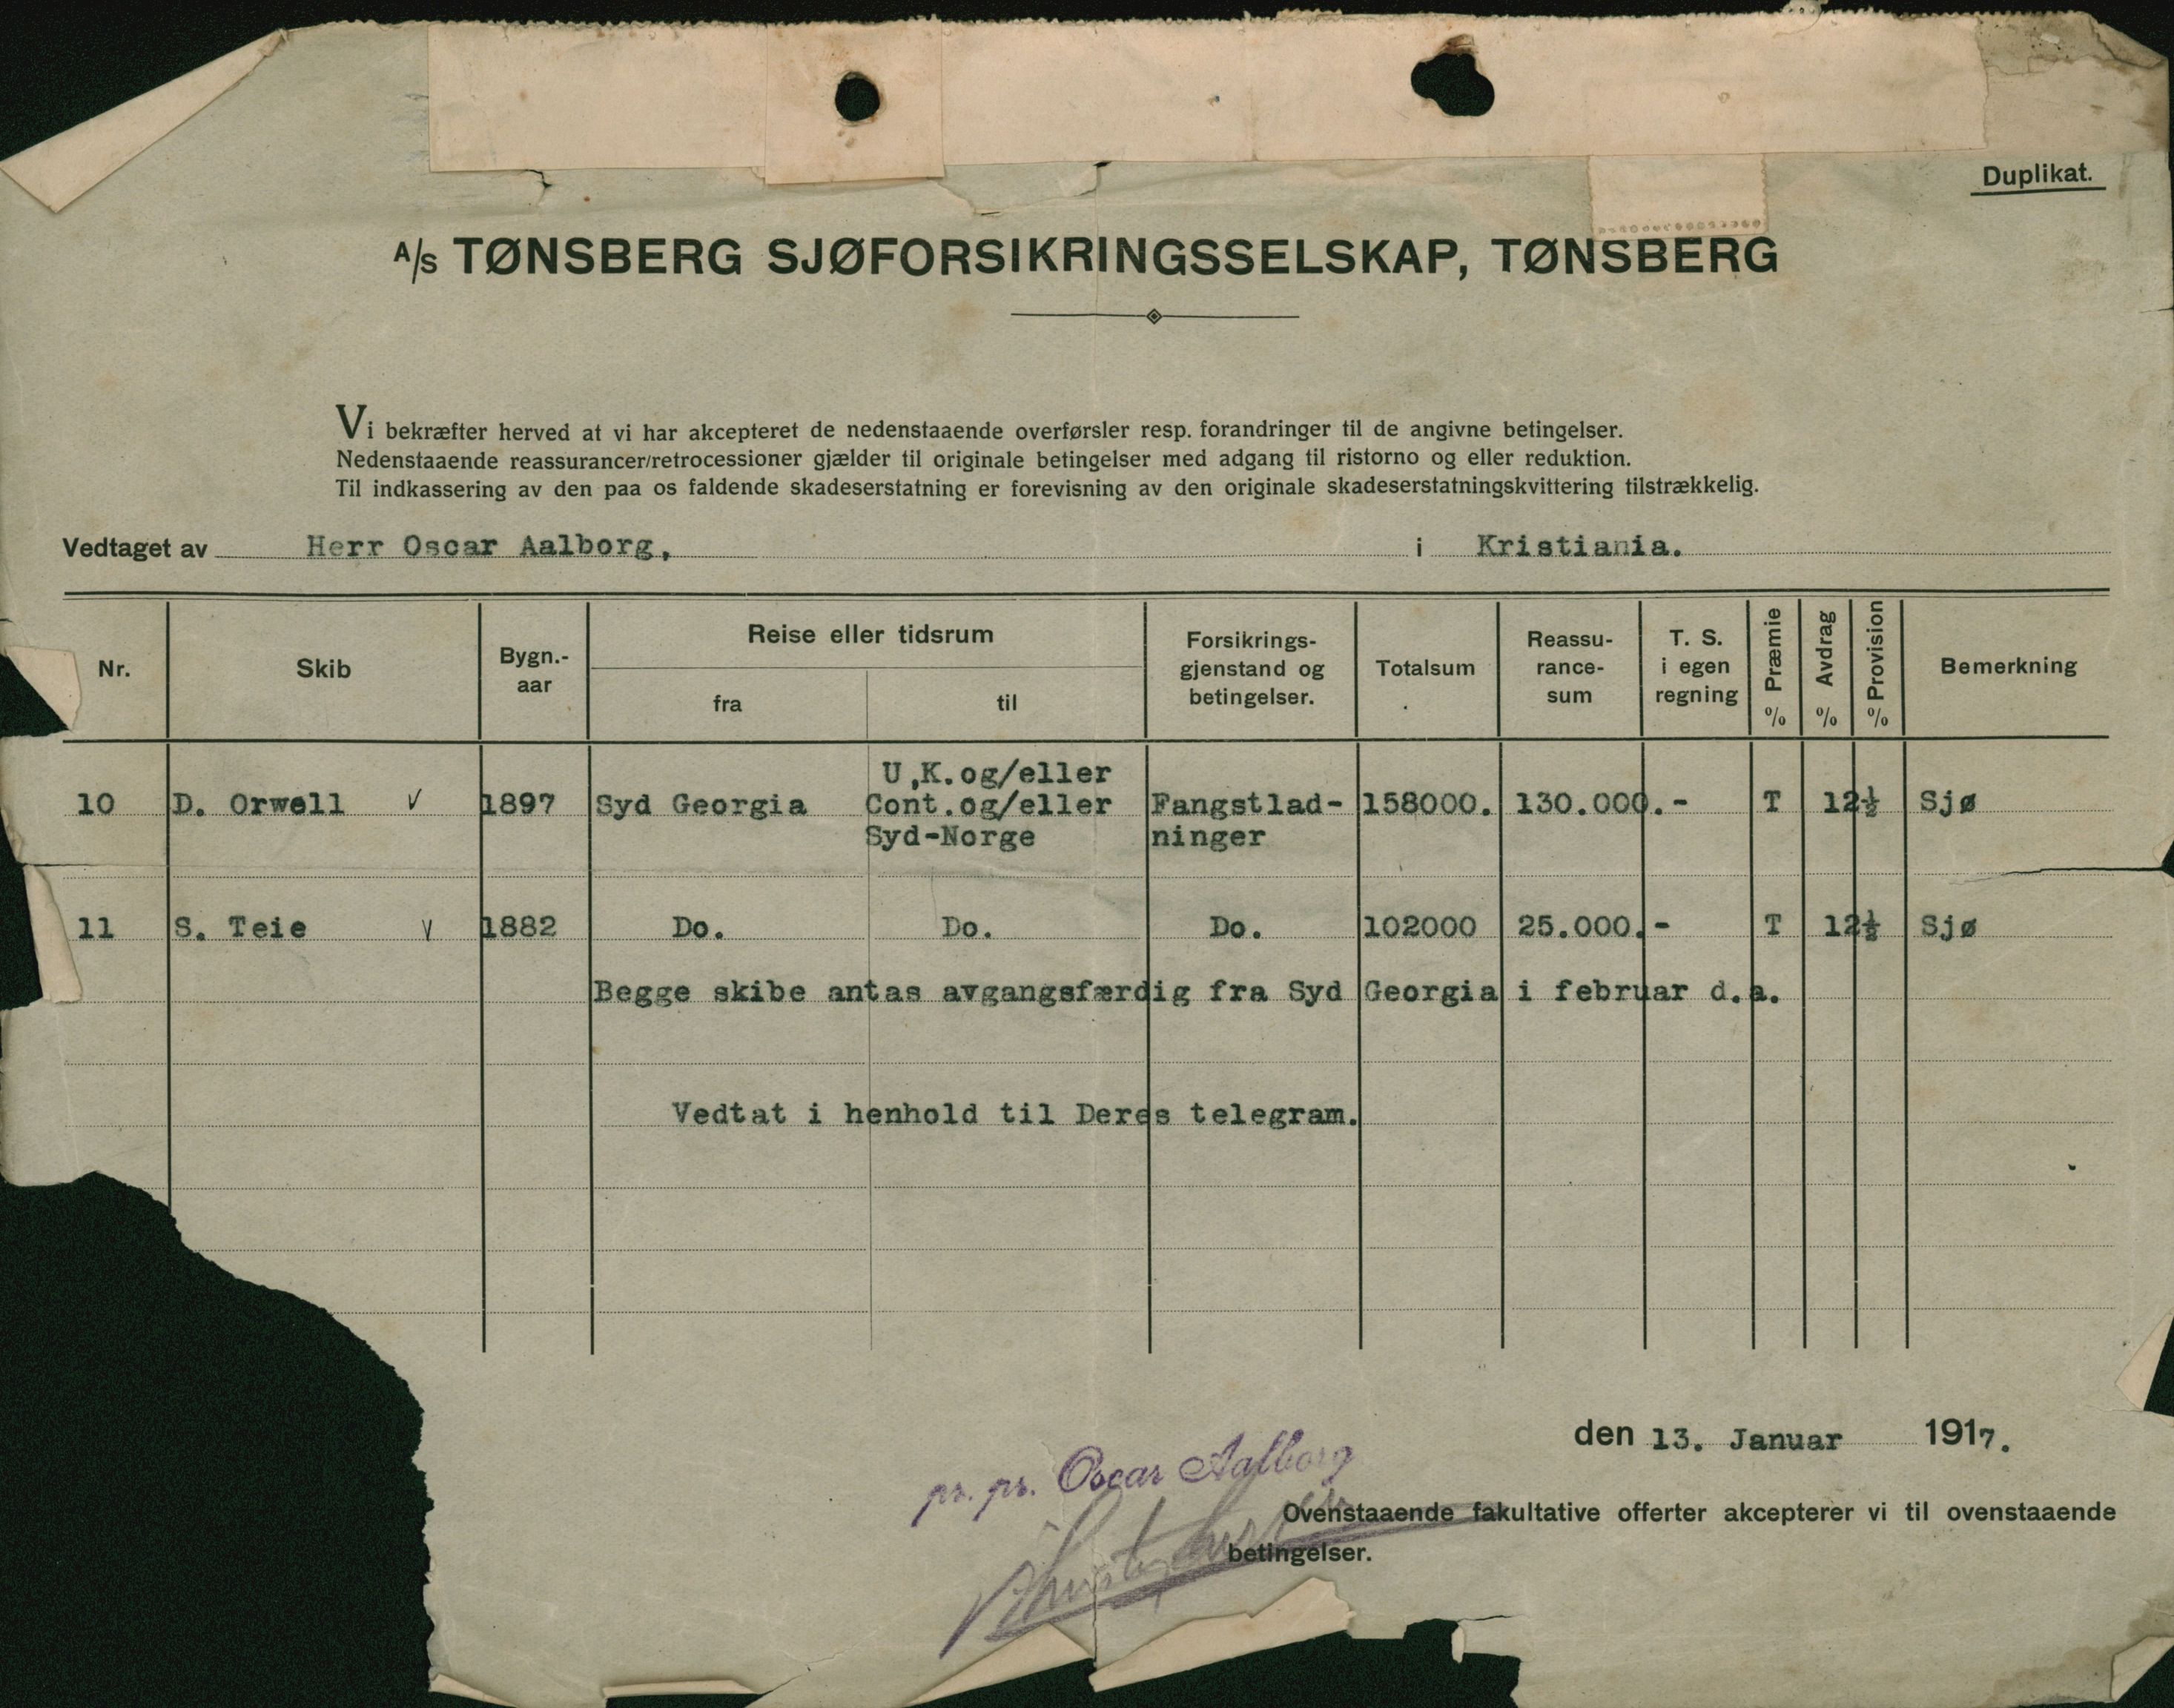 Duplikat.
A/S TØNSBERG SJØFORSIKRINGSSELSKAP, TØNSBERG
Vi bekræfter herved at vi har akcepteret de nedenstaaende overførsler resp. forandringer til de angivne betingelser.
Nedenstaaende reassurancer/retrocessioner gjælder til originale betingelser med adgang til ristorno og eller reduktion.
Til indkassering av den paa os faldende skadeserstatning er forevisning av den originale skadeserstatningskvittering tilstrækkelig.
Vedtaget av Herr Oscar Aalborg, i Kristiania.
Nr.
Skib
Bygn.-
aar
Reise eller tidsrum
fra
til
Forsikrings-
gjenstand og
betingelser.
Totalsum
Reassu-
rance-
sum
T. S.
i egen
regning
Præmie
%
Avdrag
%
Provision
%
Bemerkning
U,K.og/eller
10 D. Orwell V 1897 Syd Georgia Cont.og/eller Fangstlad- 158000. 130.000.- T 12½ Sjø
Syd-Norge ninger
11 S. Teie V 1882 Do. Do. Do. 102000 25.000.- T 12½ Sjø
Begge skibe antas avgangsfærdig fra Syd Georgia i februar d.a.
Vedtat i henhold til Deres telegram.
den 13. Januar 1917.
pr. pr. Oscar Aalborg
Ovenstaaende fakultative offerter akcepterer vi til ovenstaaende
betingelser.